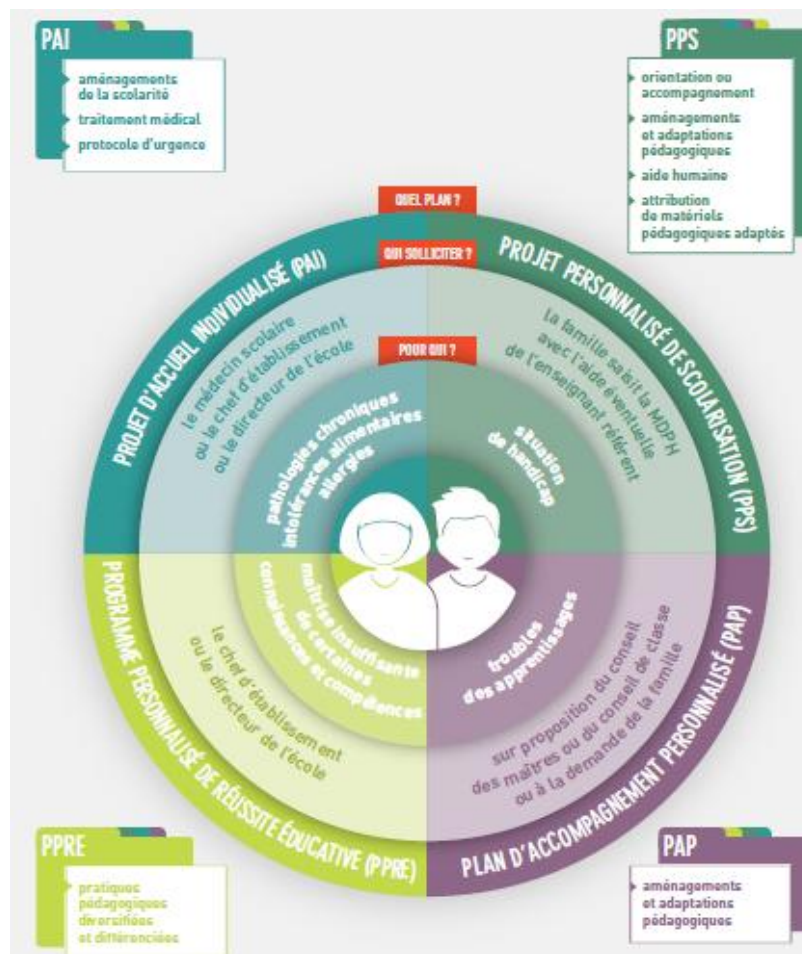 PAI
aménagements
de la scolarité
traitement médical
protocole d'urgence
PPS
orientation ou
accompagnement
aménagements
et adaptations
pédagogiques
aide humaine
attribution
de matériels
pédagogiques adaptés
QUEL PLAN ?
QUI SOLLICITER ?
POUR QUI ?
PROJET D'ACCUEIL INDIVIDUALISÉ (PAI)
le médecin scolaire
ou le chef d'établissement
ou le directeur de l'école
pathologies chroniques
intolérances alimentaires
allergies
PROJET PERSONNALISÉ DE SCOLARISATION (PPS)
La famille saisit la MDPH
avec l'aide éventuelle
de l'enseignant référent
situation
de handicap
PROGRAMME PERSONNALISÉ DE RÉUSSITE ÉDUCATIVE (PPRE)
le chef d'établissement
ou le directeur de l'école
maîtrise insuffisante
de certaines
connaissances et compétences
PLAN D'ACCOMPAGNEMENT PERSONNALISÉ (PAP)
sur proposition du conseil
des maîtres ou du conseil de classe
ou à la demande de la famille
troubles
des apprentissages
PPRE
pratiques
pédagogiques
diversifiées
et différenciées
PAP
aménagements
et adaptations
pédagogiques